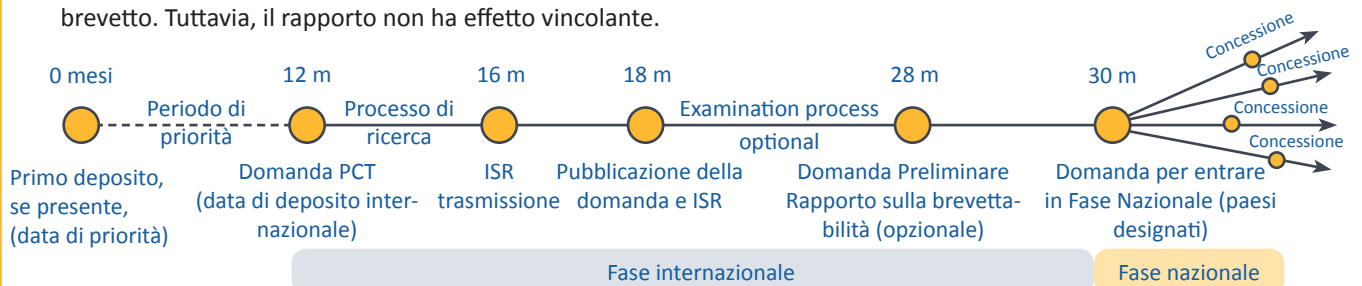 brevetto. Tuttavia, il rapporto non ha effetto vincolante.
0 mesi
12 m
16 m
18 m
28 m
30 m
Periodo di
priorità
Processo di
ricerca
Examination process
optional
Concessione
Concessione
Concessione
Concessione
Primo deposito,
se presente,
(data di priorità)
Domanda PCT
(data di deposito inter-
nazionale)
ISR
trasmissione
Pubblicazione della
domanda e ISR
Domanda Preliminare
Rapporto sulla brevetta-
bilità (opzionale)
Domanda per entrare
in Fase Nazionale (paesi
designati)
Fase internazionale
Fase nazionale